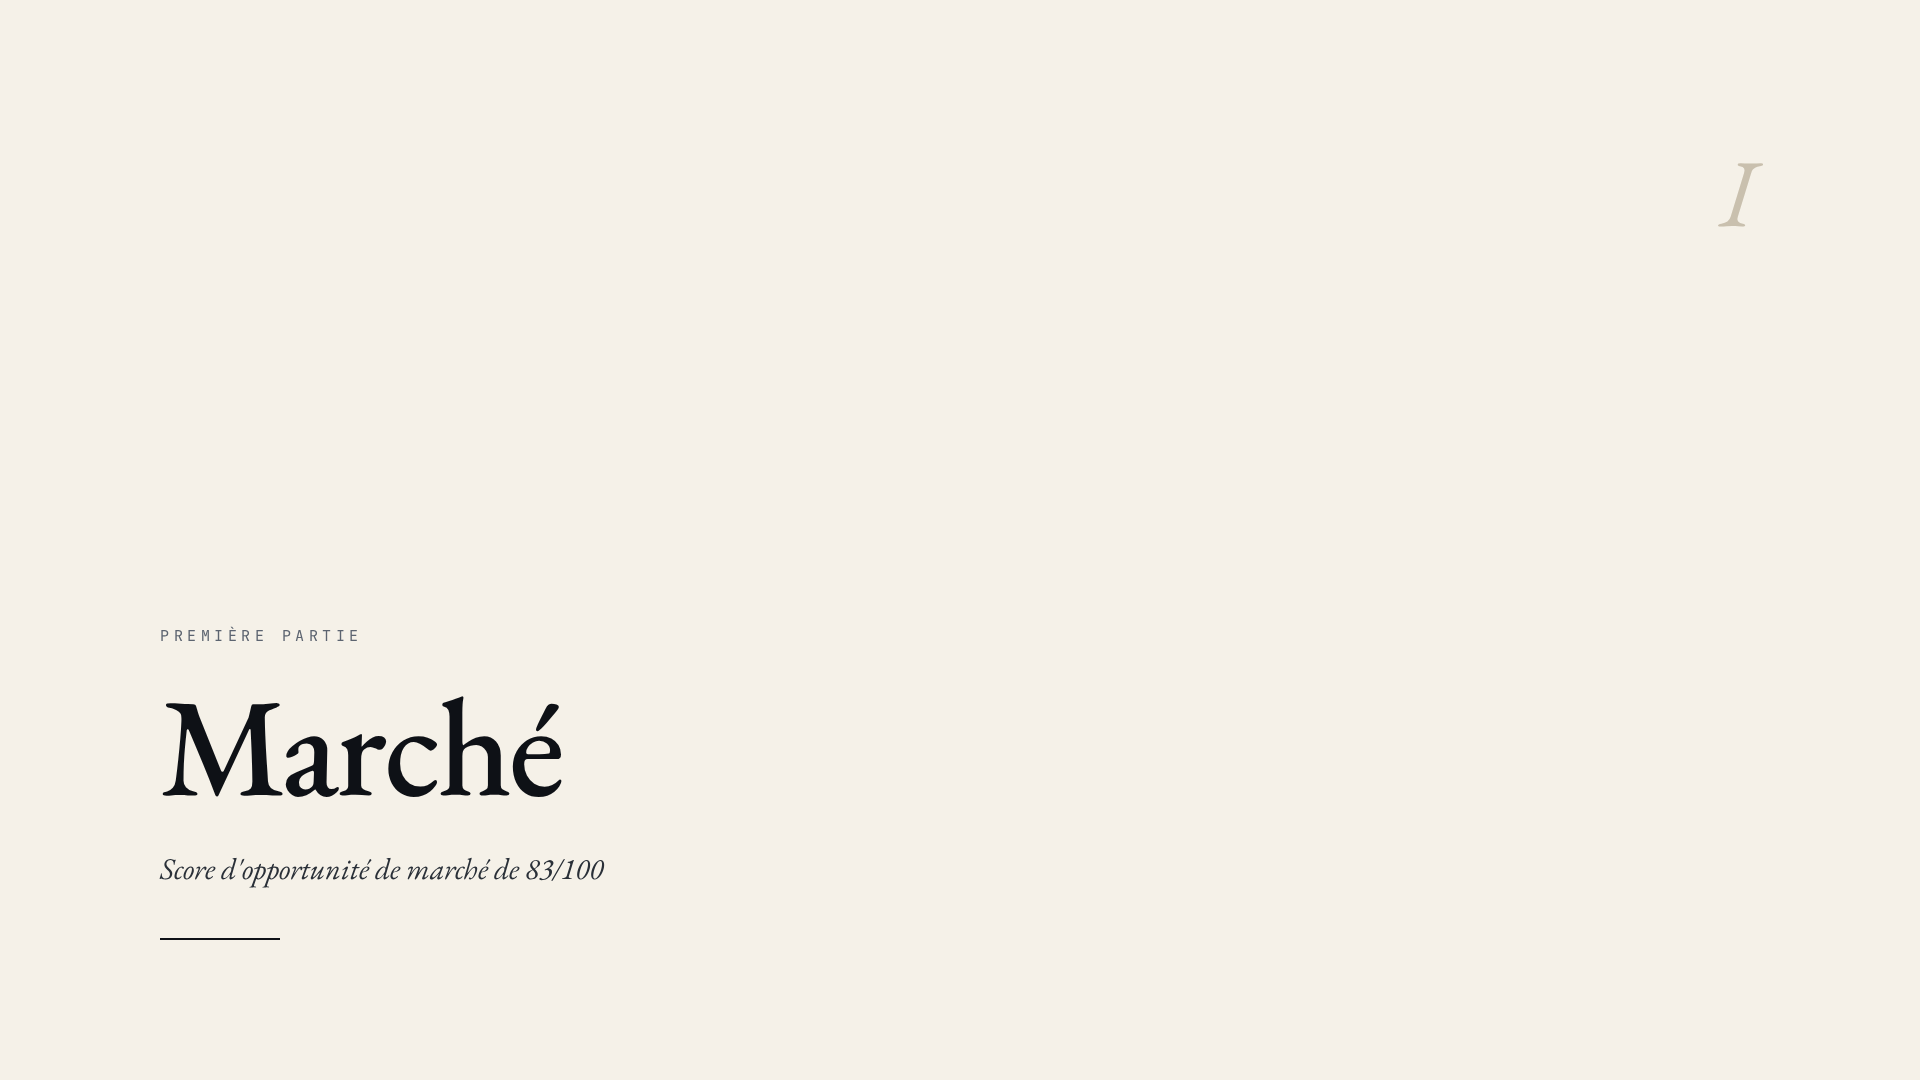 I
PREMIÈRE PARTIE
Marché
Score d'opportunité de marché de 83/100